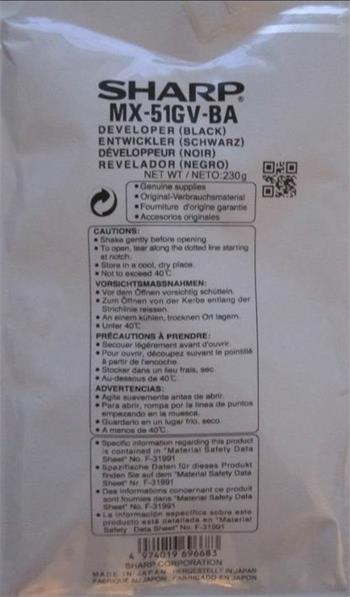 SHARP®
MX-51GV-BA
DEVELOPER (BLACK)
ENTWICKLER (SCHWARZ)
DÉVELOPPEUR (NOIR)
REVELADOR (NEGRO)
NET WT / NETO:230g
• Genuine supplies
• Original-Verbrauchsmaterial
• Fourniture d'origine garantie
• Accesorios originales
CAUTIONS:
• Shake gently before opening
• To open, tear along the dotted line starting
at notch.
• Store in a cool, dry place.
• Not to exceed 40°C
VORSICHTSMASSNAHMEN:
• Vor dem Öffnen vorsichtig schütteln.
• Zum Öffnen von der Kerbe entlang der
Strichlinie reissen.
• An einem kühlen, trocknen Ort lagern.
• Unter 40°C
PRÉCAUTIONS À PRENDRE:
• Secouer légèrement avant d'ouvrir.
• Pour ouvrir, découpez suivant le pointillé
à partir de l'encoche.
• Stocker dans un lieu frais, sec.
• Au-dessous de 40°C
ADVERTENCIAS:
• Agite suavemente antes de abrir.
• Para abrir, rompa por la linea de puntos
empezando en la muesca.
• Guardarlo en un lugar frio, seco.
• A manos de 40°C.
• Specific information regarding this product
is contained in "Material Safety Data
Sheet" No. F-31991
• Spezifische Daten für dieses Produkt
finden Sie auf dem "Material Safety Data
Sheet" Nr. F-31991
• Des informations concernant ce produit
sont fournies dans "Material Safety Data
Sheet" No. F-31991
• La información especifica sobre este
producto está detallada en "Material
Safety Data Sheet" No. F-31991
4 974019 696683
SHARP CORPORATION
MADE IN JAPAN HERGESTELLT IN JAPAN
FABRIQUÉ AU JAPON FABRICADO EN JAPÓN